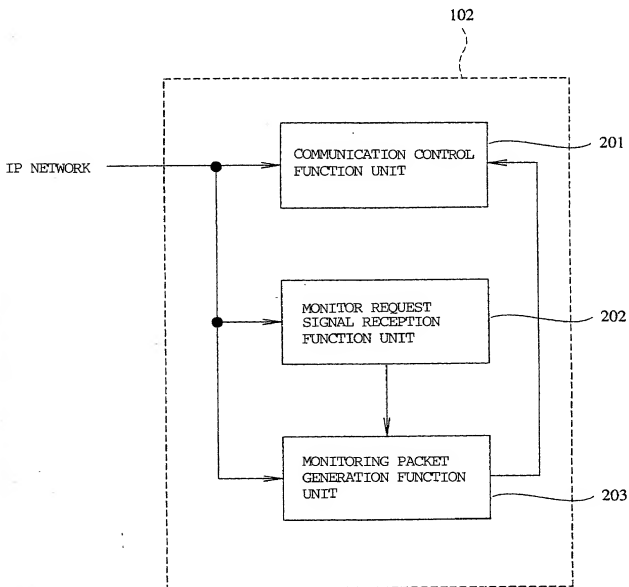 102
IP NETWORK
COMMUNICATION CONTROL
FUNCTION UNIT
201
MONITOR REQUEST
SIGNAL RECEPTION
FUNCTION UNIT
202
MONITORING PACKET
GENERATION FUNCTION
UNIT
203